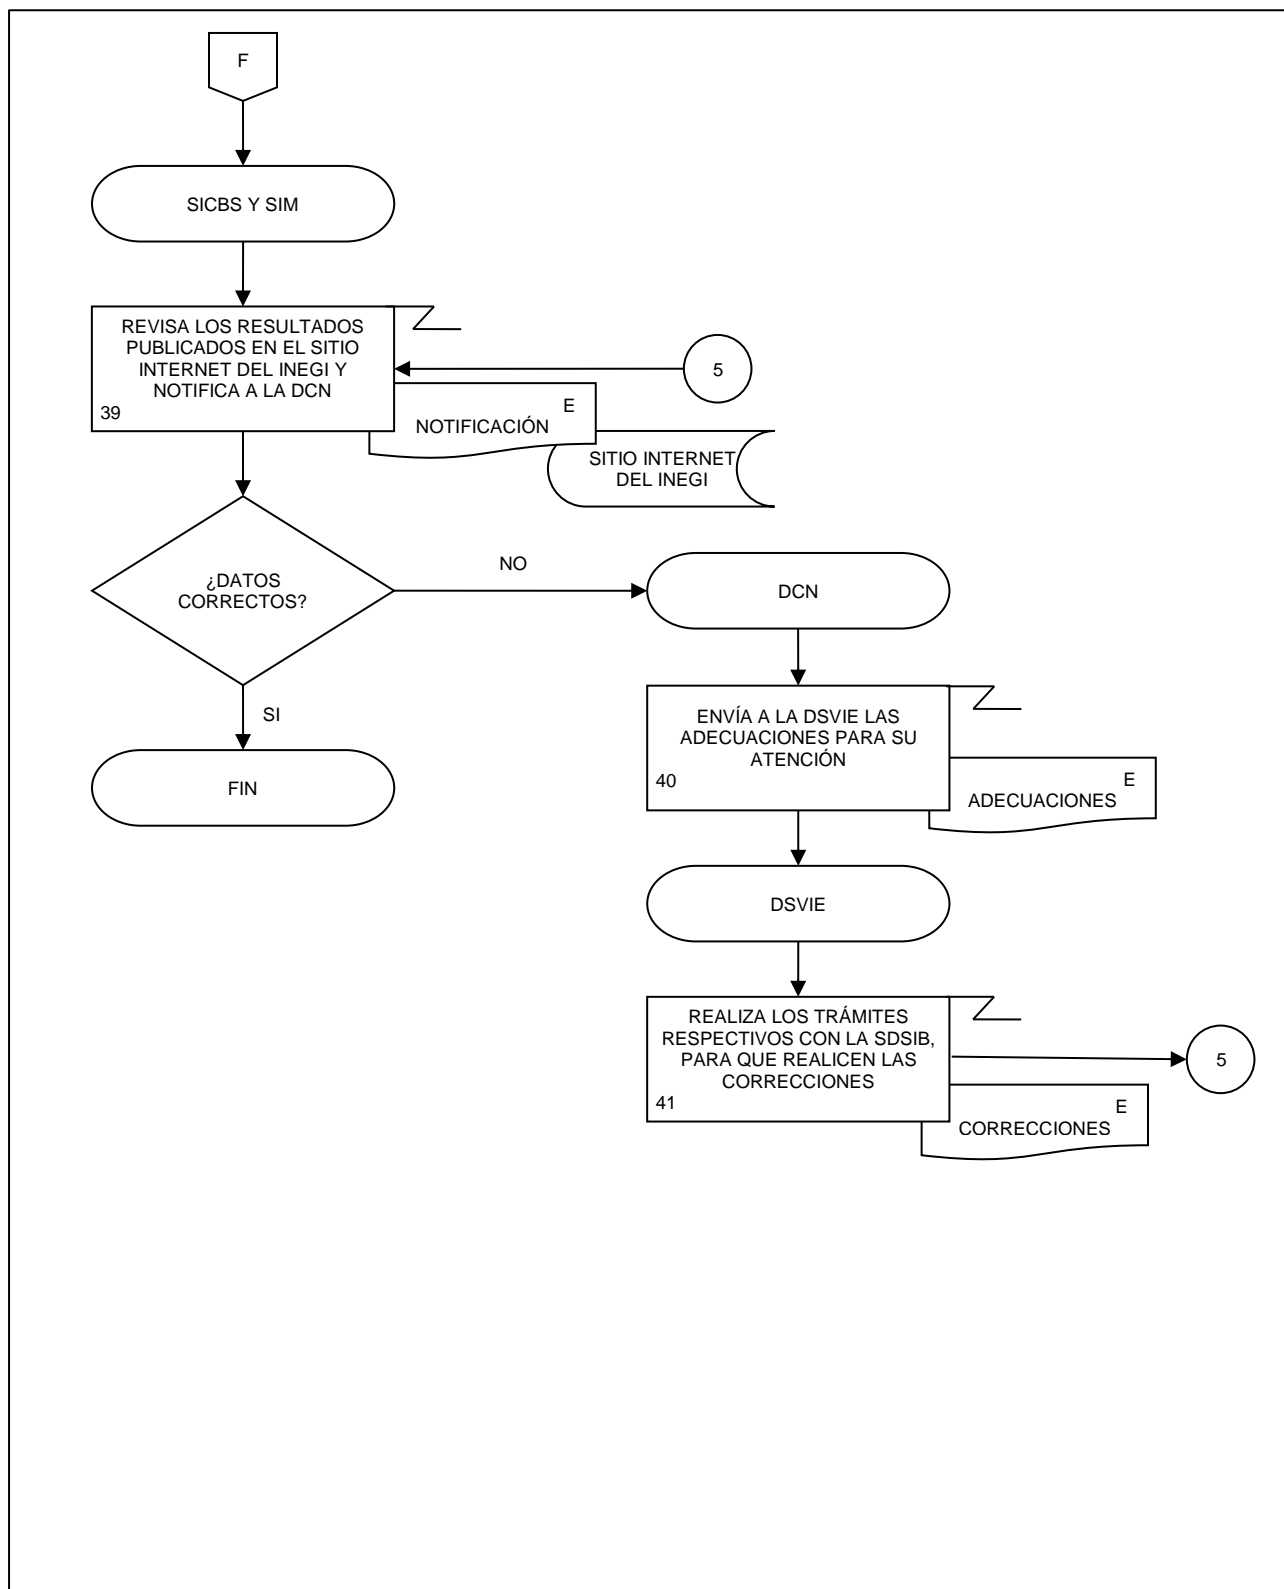 F
SICBS Y SIM
REVISA LOS RESULTADOS
PUBLICADOS EN EL SITIO
INTERNET DEL INEGI Y
NOTIFICA A LA DCN
39
5
E
NOTIFICACIÓN
SITIO INTERNET
DEL INEGI
¿DATOS
CORRECTOS?
NO
DCN
SI
FIN
ENVÍA A LA DSVIE LAS
ADECUACIONES PARA SU
ATENCIÓN
40
E
ADECUACIONES
DSVIE
REALIZA LOS TRÁMITES
RESPECTIVOS CON LA SDSIB,
PARA QUE REALICEN LAS
CORRECCIONES
41
5
E
CORRECCIONES